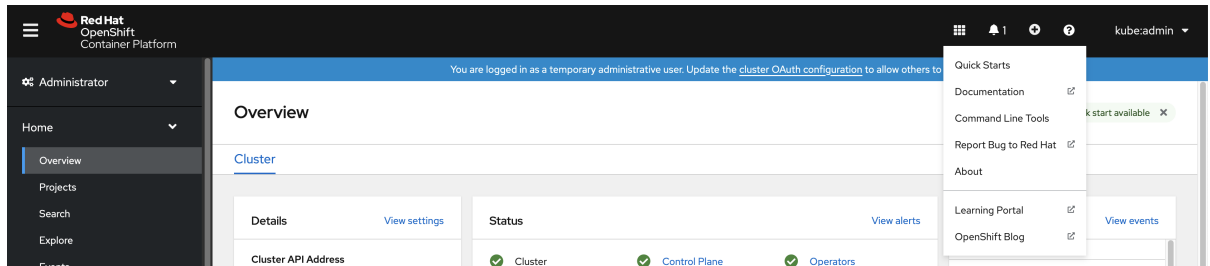 Red Hat
OpenShift
Container Platform
1
kube:admin
Administrator
Home
Overview
Projects
Search
Explore
Events
You are logged in as a temporary administrative user. Update the cluster OAuth configuration to allow others to
Overview
k start available
Cluster
Details
View settings
Cluster API Address
Status
View alerts
Cluster
Control Plane
Operators
View events
Quick Starts
Documentation
Command Line Tools
Report Bug to Red Hat
About
Learning Portal
OpenShift Blog